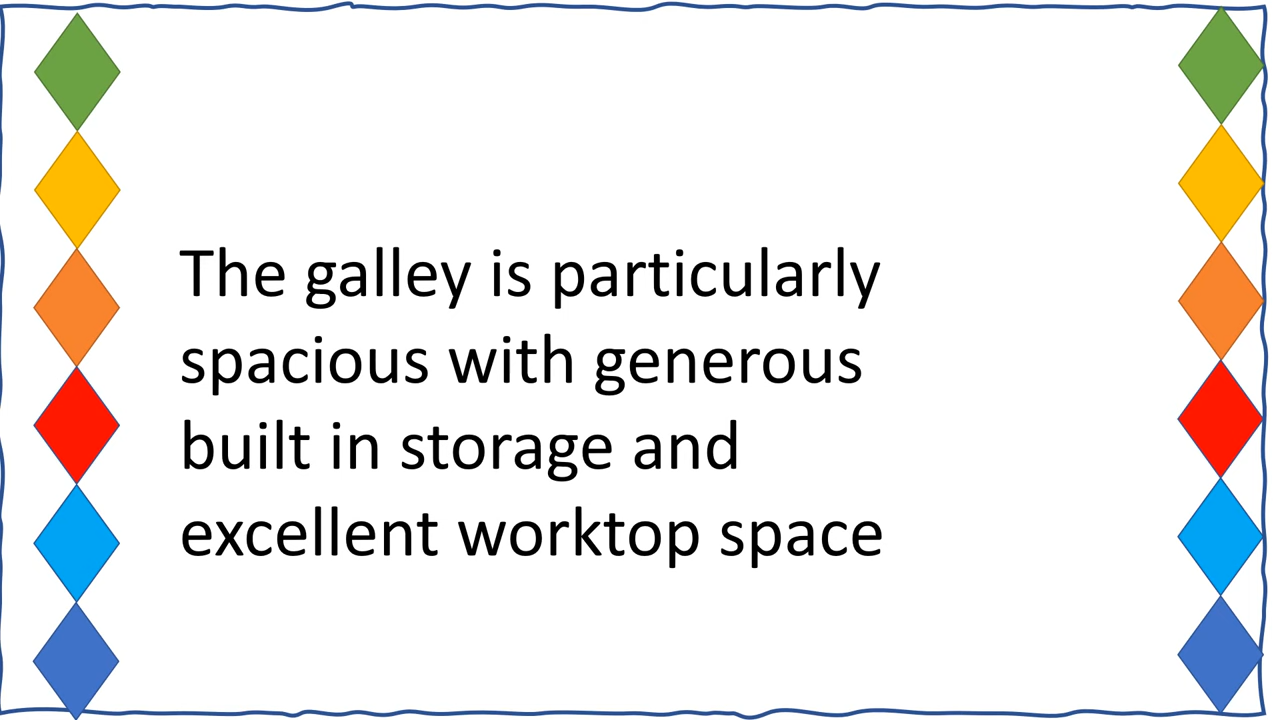 The galley is particularly
spacious with generous
built in storage and
excellent worktop space